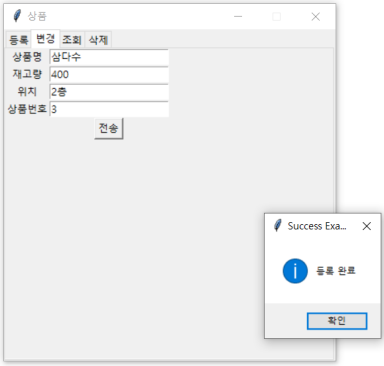 상품
등록 변경 조회 삭제
상품명 삼다수
재고량 400
위치 2층
상품번호 3
전송
Success Exa...
등록 완료
확인